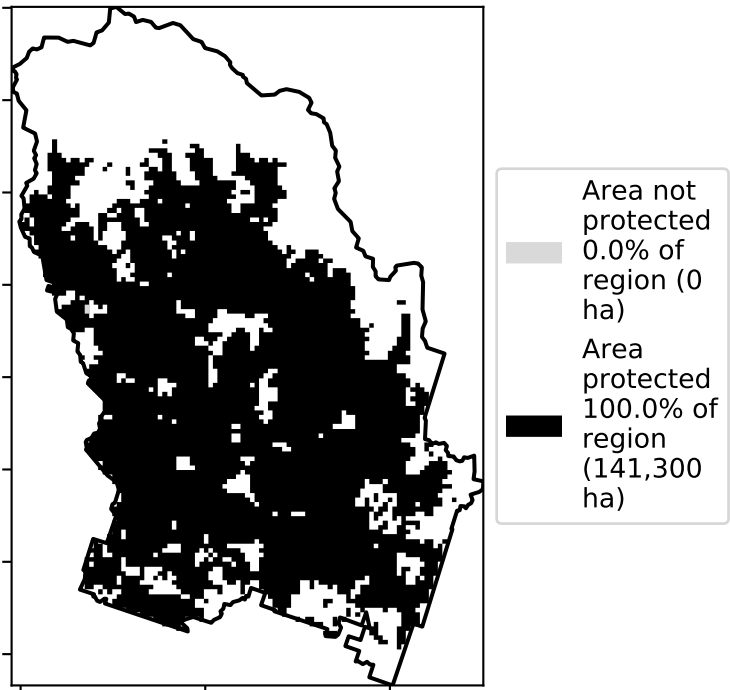 Area not
protected
0.0% of
region (0
ha)
Area
protected
100.0% of
region
(141,300
ha)